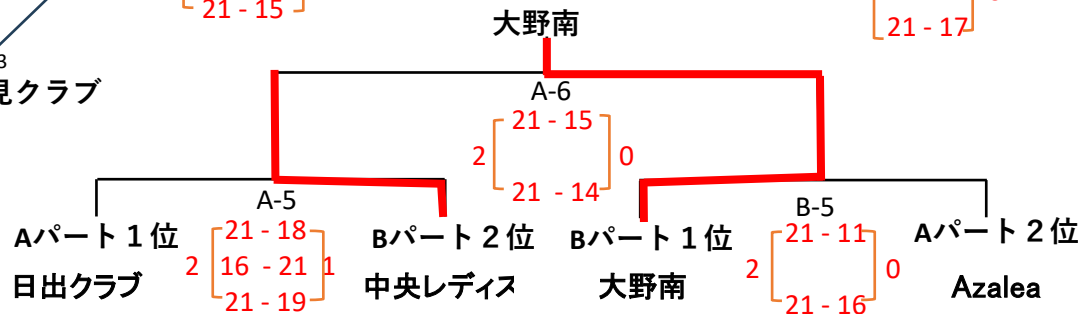 21 - 15
21 - 17
大野南
3
見クラブ
A-6
21 - 15
2 0
21 - 14
A-5
B-5
Aパート１位
21 - 18
Bパート２位
Bパート１位
21 - 11
Aパート２位
2 16 - 21 1
2 0
日出クラブ
21 - 19
中央レディス
大野南
21 - 16
Azalea